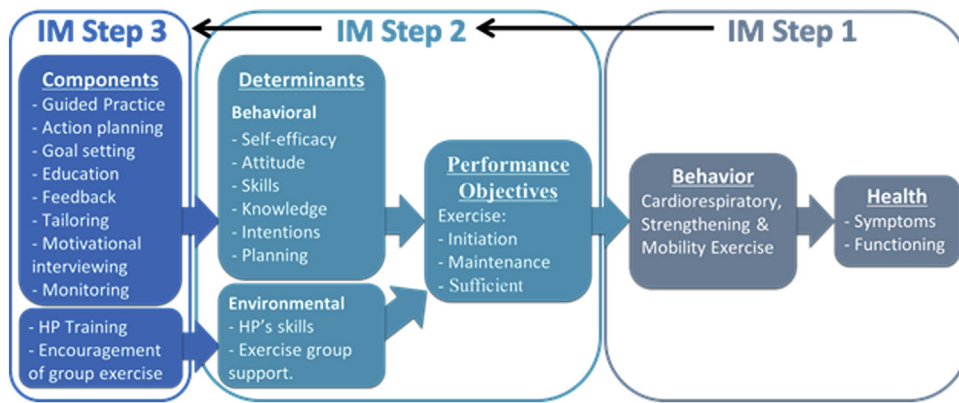 IM Step 3
IM Step 2
IM Step 1
Components
- Guided Practice
- Action planning
- Goal setting
- Education
- Feedback
- Tailoring
- Motivational
interviewing
- Monitoring
- HP Training
- Encouragement
of group exercise
Determinants
Behavioral
- Self-efficacy
- Attitude
- Skills
- Knowledge
- Intentions
- Planning
Environmental
- HP's skills
- Exercise group
support.
Performance
Objectives
Exercise:
- Initiation
- Maintenance
- Sufficient
Behavior
Cardiorespiratory,
Strengthening &
Mobility Exercise
Health
- Symptoms
- Functioning